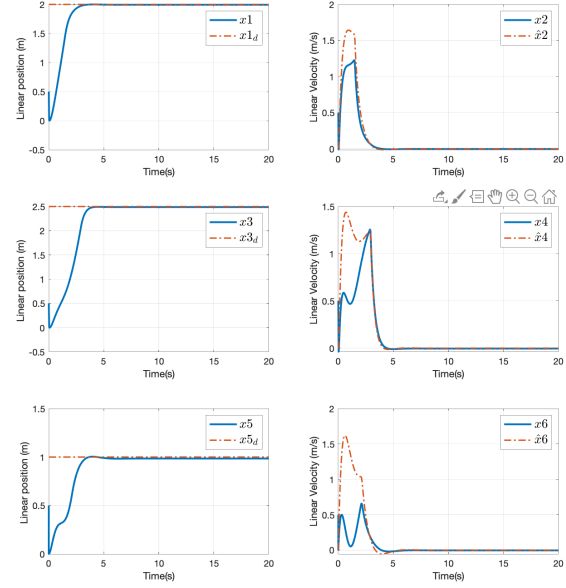 2
1.5
1
0.5
0
-0.5
0 5 10 15 20
Time(s)
Linear position (m)
x1
x1_d
2
1.5
1
0.5
0
0 5 10 15 20
Time(s)
Linear Velocity (m/s)
x2
x̂2
2.5
2
1.5
1
0.5
0
-0.5
0 5 10 15 20
Time(s)
Linear position (m)
x3
x3_d
1.5
1
0.5
0
0 5 10 15 20
Time(s)
Linear Velocity (m/s)
x4
x̂4
1.5
1
0.5
0
0 5 10 15 20
Time(s)
Linear position (m)
x5
x5_d
2
1.5
1
0.5
0
0 5 10 15 20
Time(s)
Linear Velocity (m/s)
x6
x̂6